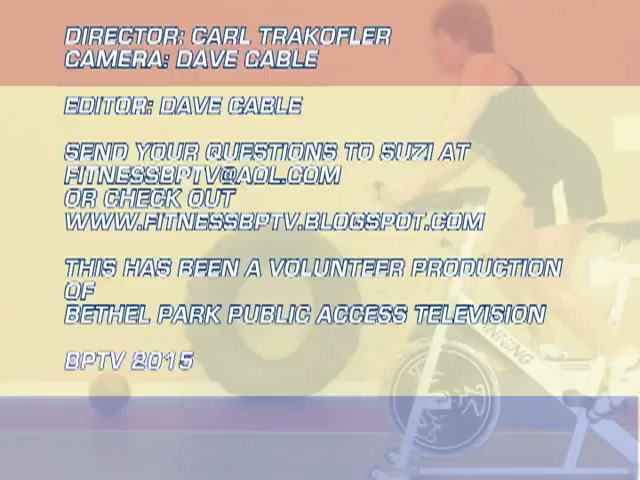 DIRECTOR: CARL TRAKOFLER
CAMERA: DAVE CABLE
EDITOR: DAVE CABLE
SEND YOUR QUESTIONS TO SUZI AT
FITNESSBPTV@AOL.COM
OR CHECK OUT
WWW.FITNESSBPTV.BLOGSPOT.COM
THIS HAS BEEN A VOLUNTEER PRODUCTION
OF
BETHEL PARK PUBLIC ACCESS TELEVISION
BPTV 2015
SPINNING